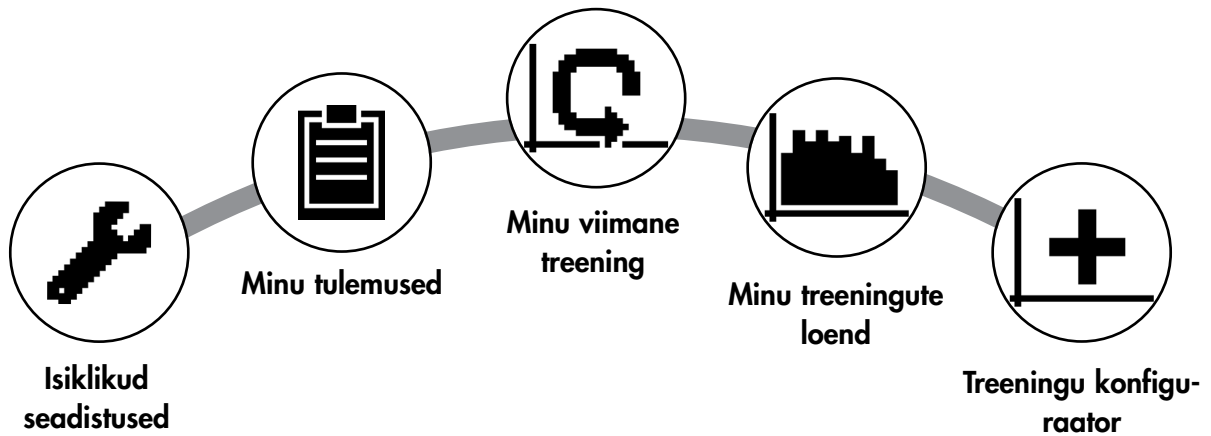 Isiklikud
seadistused
Minu tulemused
Minu viimane
treening
Minu treeningute
loend
Treeningu konfigu-
raator